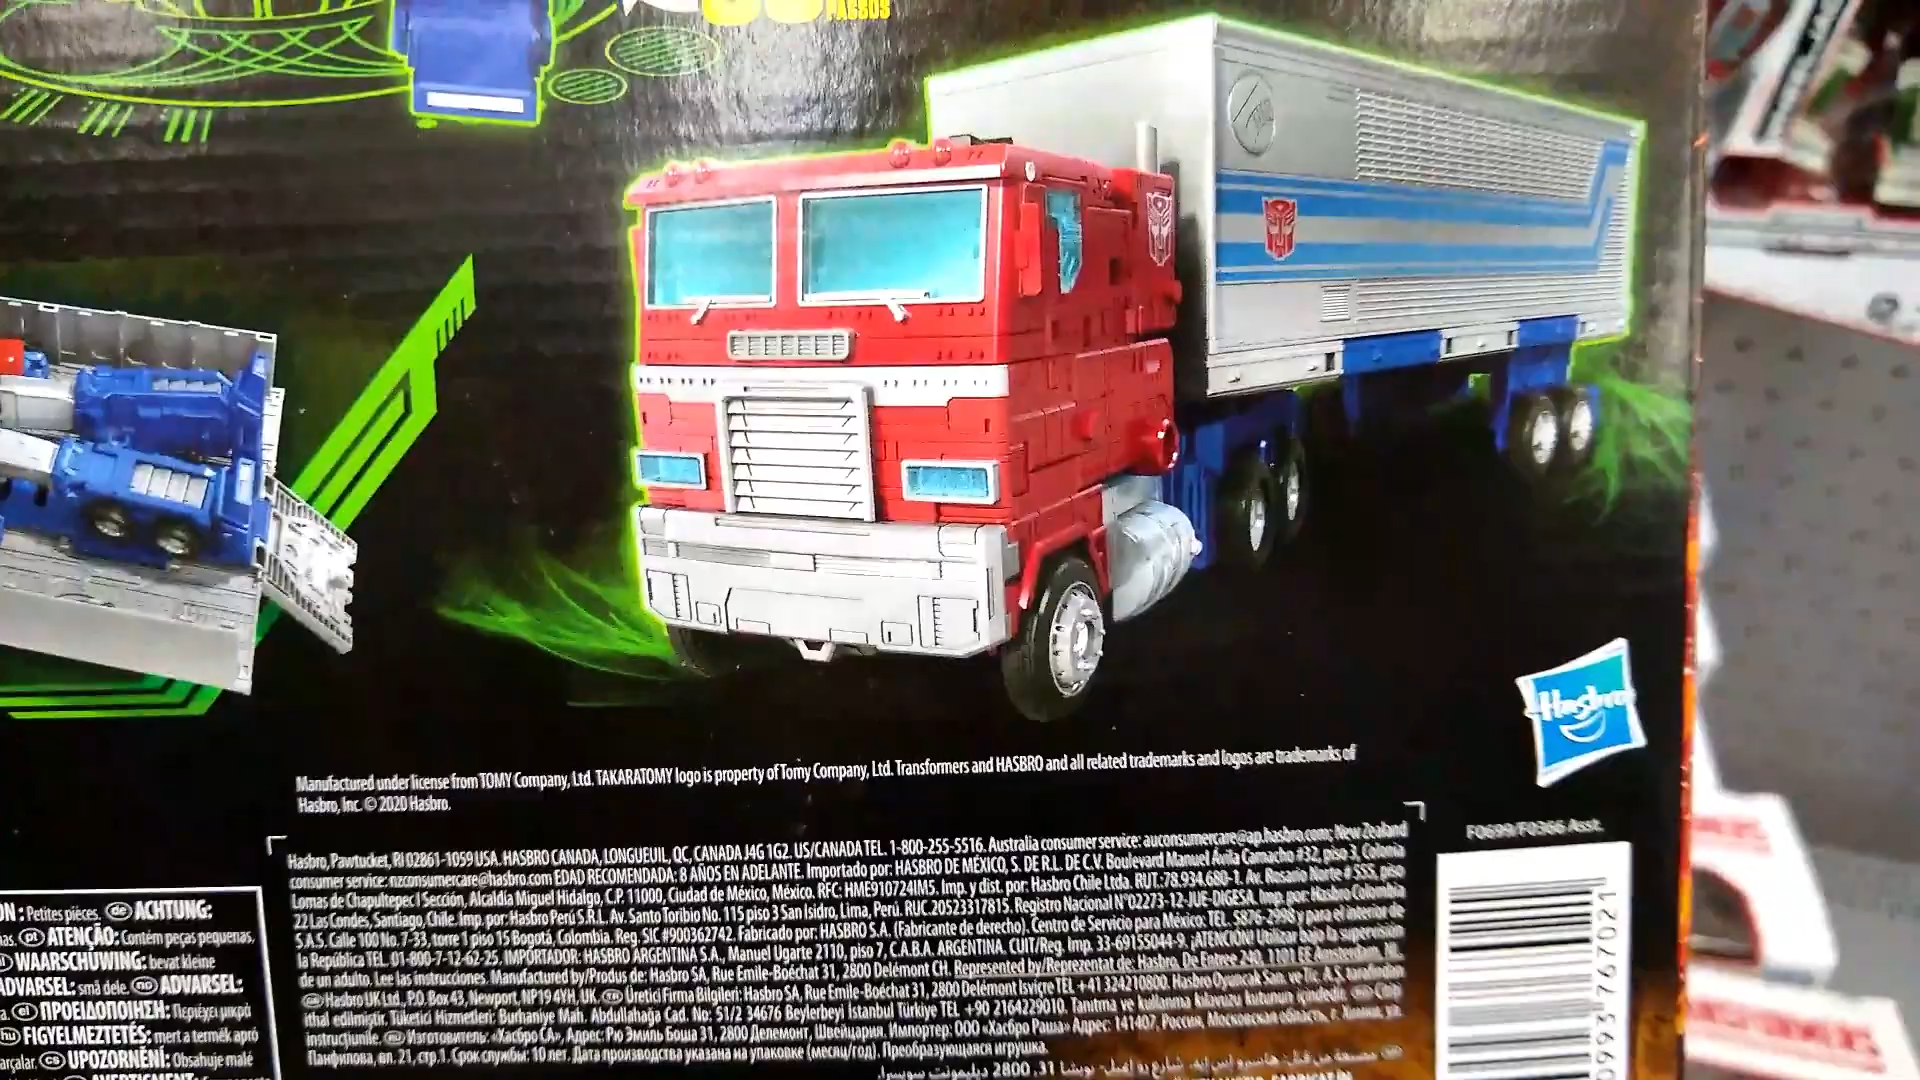 PASSOS
Hasbro
Manufactured under license from TOMY Company, Ltd. TAKARATOMY logo is property of Tomy Company, Ltd. Transformers and HASBRO and all related trademarks and logos are trademarks of
Hasbro, Inc. © 2020 Hasbro.
F0699/F0366 Asst.
Hasbro, Pawtucket, RI 02861-1059 USA. HASBRO CANADA, LONGUEUIL, QC, CANADA J4G 1G2. US/CANADA TEL. 1-800-255-5516. Australia consumer service: auconsumercare@ap.hasbro.com; New Zealand
consumer service: nzconsumercare@hasbro.com EDAD RECOMENDADA: 8 AÑOS EN ADELANTE. Importado por: HASBRO DE MÉXICO, S. DE R.L. DE C.V. Boulevard Manuel Ávila Camacho #32, piso 3, Colonia
Lomas de Chapultepec I Sección, Alcaldía Miguel Hidalgo, C.P. 11000, Ciudad de México, México. RFC: HME910724IM5. Imp. y dist. por: Hasbro Chile Ltda. RUT.:78.934.680-1. Av. Rosario Norte # 555, piso
22 Las Condes, Santiago, Chile. Imp. por: Hasbro Perú S.R.L. Av. Santo Toribio No. 115 piso 3 San Isidro, Lima, Perú. RUC.20523317815. Registro Nacional N°02273-12-JUE-DIGESA. Imp. por: Hasbro Colombia
S.A.S. Calle 100 No. 7-33, torre 1 piso 15 Bogotá, Colombia. Reg. SIC #900362742. Fabricado por: HASBRO S.A. (Fabricante de derecho). Centro de Servicio para México: TEL. 5876-2998 y para el interior de
la República TEL. 01-800-7-12-62-25. IMPORTADOR: HASBRO ARGENTINA S.A., Manuel Ugarte 2110, piso 7, C.A.B.A. ARGENTINA. CUIT/Reg. Imp. 33-69155044-9. ¡ATENCIÓN! Utilizar bajo la supervisión
de un adulto. Lee las instrucciones. Manufactured by/Produs de: Hasbro SA, Rue Emile-Boéchat 31, 2800 Delémont CH. Represented by/Reprezentat de: Hasbro, De Entree 240, 1101 EE Amsterdam, NL.
Hasbro UK Ltd., P.O. Box 43, Newport, NP19 4YH, UK. Üretici Firma Bilgileri: Hasbro SA, Rue Emile-Boéchat 31, 2800 Delémont İsviçre TEL +41 324210800. Hasbro Oyuncak San. ve Tic. A.Ş. tarafından
ithal edilmiştir. Tüketici Hizmetleri: Burhaniye Mah. Abdullahağa Cad. No: 51/2 34676 Beylerbeyi İstanbul Türkiye TEL. +90 2164229010. Tanıtma ve kullanma kılavuzu kutunun içindedir.
instrucțiunile. Изготовитель: «Хасбро СА», Адрес: Рю Эмиль Боша 31, 2800 Делемонт, Швейцария. Импортер: ООО «Хасбро Раша» Адрес: 141407, Россия, Московская область, г. Химки, ул.
Панфилова, вл. 21, стр.1. Срок службы: 10 лет. Дата производства указана на упаковке (месяц/год). Преобразующаяся игрушка.
31, 2800
ON : Petites pièces. de ACHTUNG:
pt ATENÇÃO: Contém peças pequenas.
WAARSCHUWING: bevat kleine
ADVARSEL: små dele. no ADVARSEL:
el ΠΡΟΕΙΔΟΠΟΙΗΣΗ: Περιέχει μικρά
hu FIGYELMEZTETÉS: mert a termék apró
parçalar. cs UPOZORNĚNÍ: Obsahuje malé
AVERTISMENT:
09937 6702 1